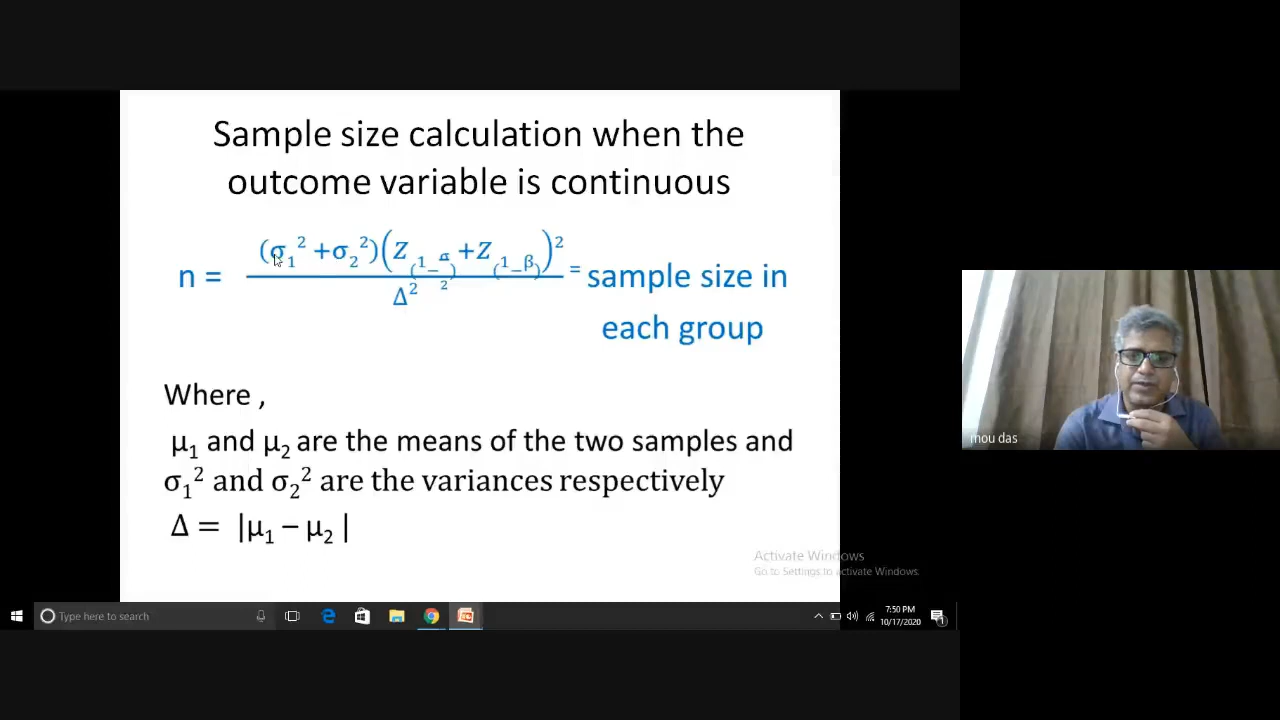 Sample size calculation when the
outcome variable is continuous
n = (σ₁² +σ₂²)(Z₍₁₋α/₂₎ +Z₍₁₋β₎)² / Δ² = sample size in
each group
Where ,
μ₁ and μ₂ are the means of the two samples and
σ₁² and σ₂² are the variances respectively
Δ = |μ₁ – μ₂ |
mou das
Activate Windows
Go to Settings to activate Windows.
Type here to search
7:50 PM
10/17/2020
1